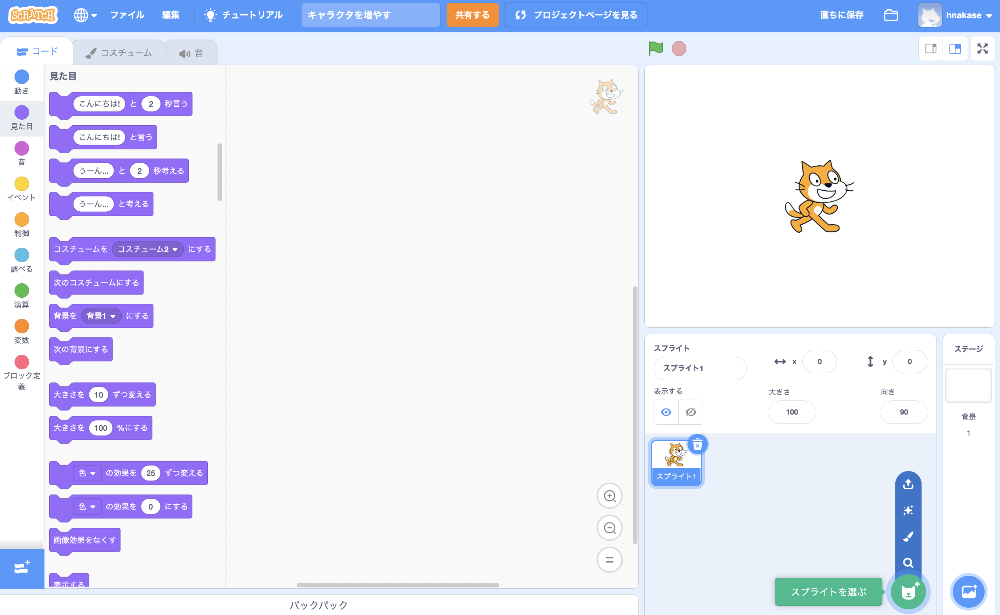 SCRATCH
ファイル
編集
チュートリアル
キャラクタを増やす
共有する
プロジェクトページを見る
直ちに保存
hnakase
コード
コスチューム
音
動き
見た目
音
イベント
制御
調べる
演算
変数
ブロック定
義
見た目
こんにちは! と 2 秒言う
こんにちは! と言う
うーん... と 2 秒考える
うーん... と考える
コスチュームを コスチューム2 にする
次のコスチュームにする
背景を 背景1 にする
次の背景にする
大きさを 10 ずつ変える
大きさを 100 %にする
色 の効果を 25 ずつ変える
色 の効果を 0 にする
画像効果をなくす
表示する
バックパック
スプライト
スプライト1
x 0
y 0
表示する
大きさ
100
向き
90
スプライト1
スプライトを選ぶ
ステージ
背景
1